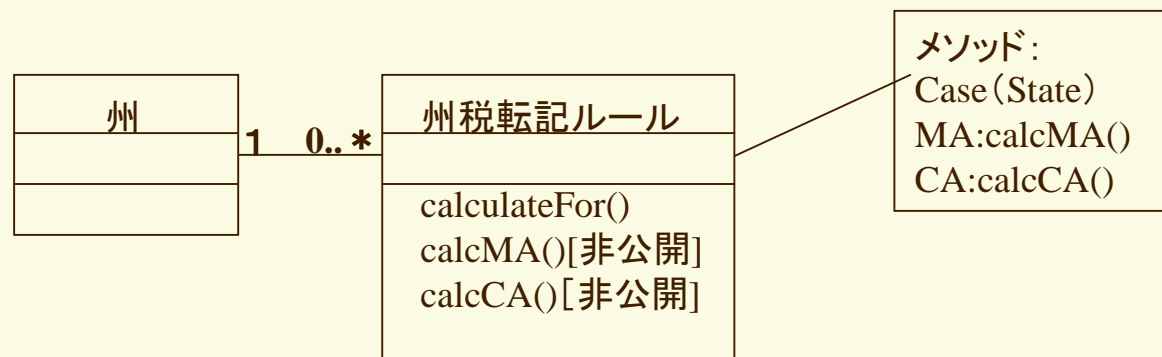 州
1
0..*
州税転記ルール
calculateFor()
calcMA()[非公開]
calcCA()[非公開]
メソッド:
Case(State)
MA:calcMA()
CA:calcCA()